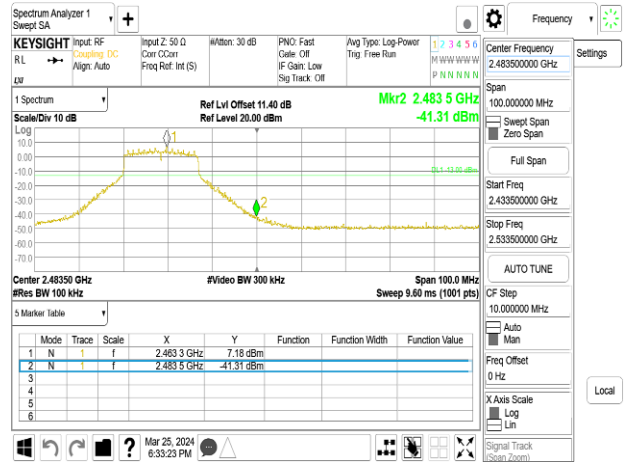 Spectrum Analyzer 1
Swept SA
+
Frequency
KEYSIGHT
RL
Input: RF
Coupling: DC
Align: Auto
Input Z: 50 Ω
Corr CCorr
Freq Ref: Int (S)
#Atten: 30 dB
PNO: Fast
Gate: Off
IF Gain: Low
Sig Track: Off
Avg Type: Log-Power
Trig: Free Run
1 2 3 4 5 6
M W W W W W
P N N N N N
Center Frequency
2.483500000 GHz
Settings
Span
100.000000 MHz
Swept Span
Zero Span
Full Span
Start Freq
2.433500000 GHz
Stop Freq
2.533500000 GHz
AUTO TUNE
CF Step
10.000000 MHz
Auto
Man
Freq Offset
0 Hz
X Axis Scale
Log
Lin
Local
Signal Track
(Span Zoom)
1 Spectrum
Scale/Div 10 dB
Ref Lvl Offset 11.40 dB
Ref Level 20.00 dBm
Mkr2 2.483 5 GHz
-41.31 dBm
Log
10.0
0.00
-10.0
-20.0
-30.0
-40.0
-50.0
-60.0
-70.0
1
2
DL1 -13.00 dBm
Center 2.48350 GHz
#Res BW 100 kHz
#Video BW 300 kHz
Span 100.0 MHz
Sweep 9.60 ms (1001 pts)
5 Marker Table
Mode Trace Scale X Y Function Function Width Function Value
1 N 1 f 2.463 3 GHz 7.18 dBm
2 N 1 f 2.483 5 GHz -41.31 dBm
3
4
5
6
?
Mar 25, 2024
6:33:23 PM